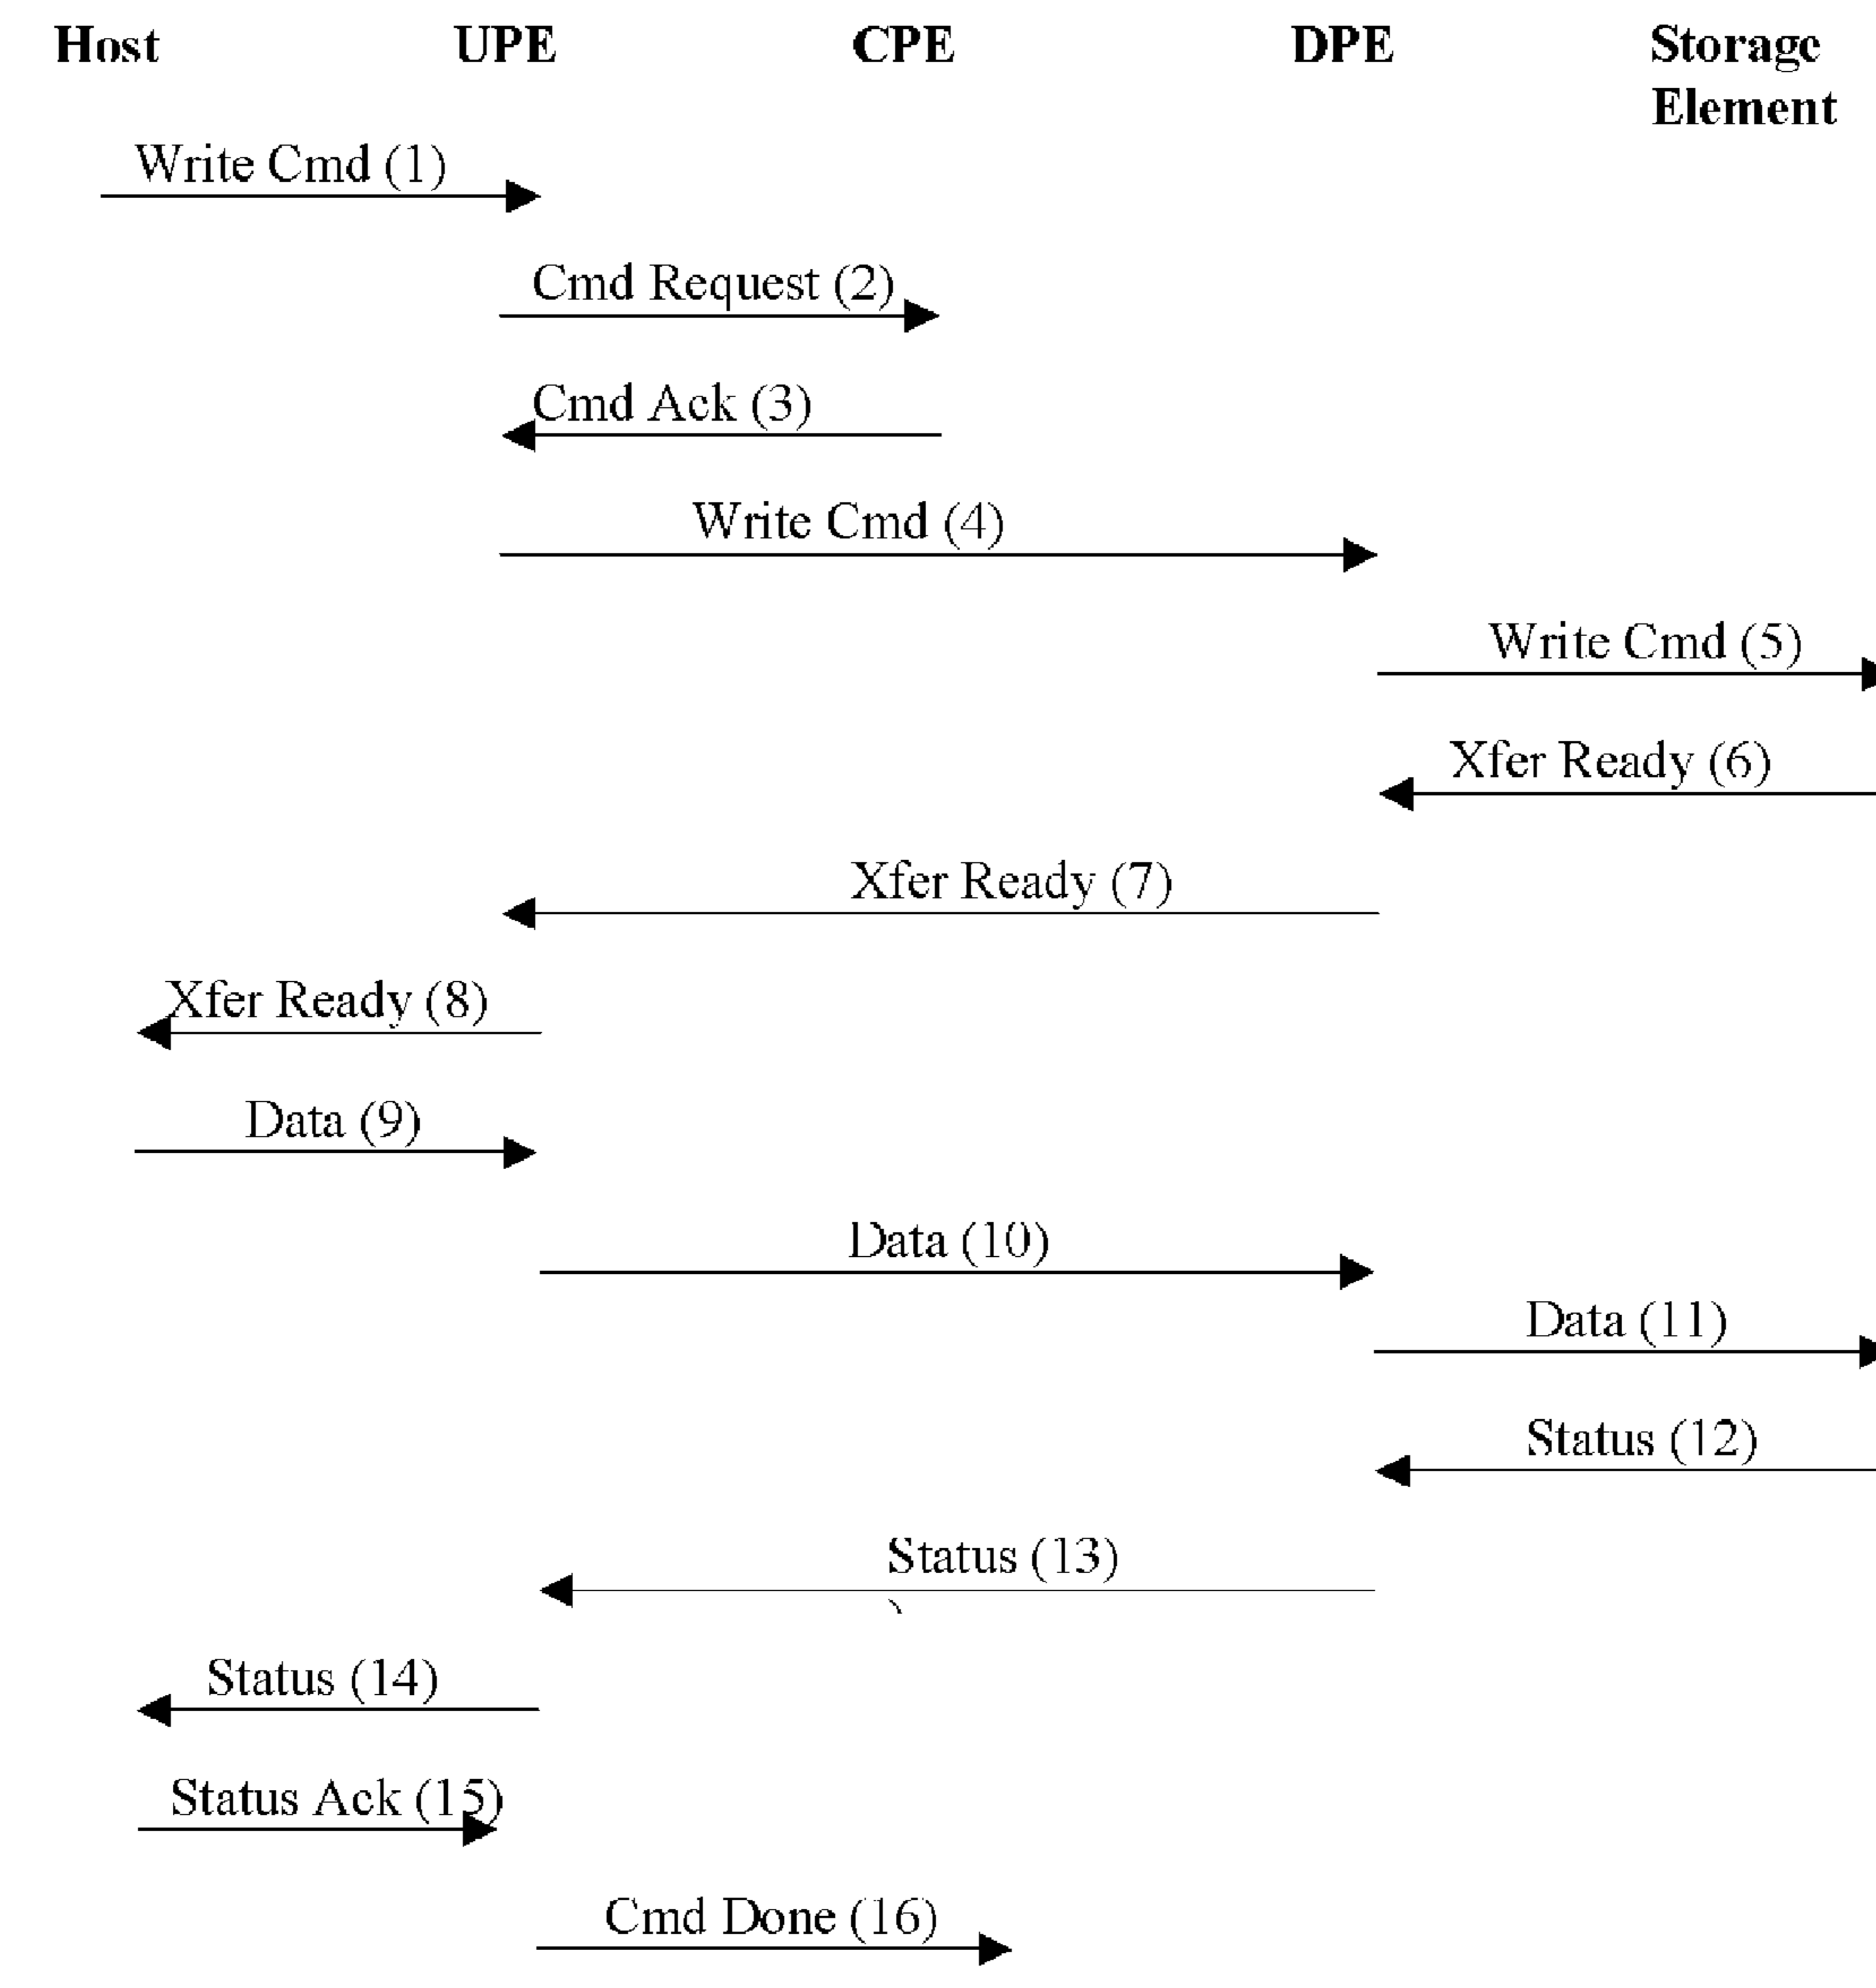 Host UPE CPE DPE Storage
Element
Write Cmd (1)
Cmd Request (2)
Cmd Ack (3)
Write Cmd (4)
Write Cmd (5)
Xfer Ready (6)
Xfer Ready (7)
Xfer Ready (8)
Data (9)
Data (10)
Data (11)
Status (12)
Status (13)
Status (14)
Status Ack (15)
Cmd Done (16)